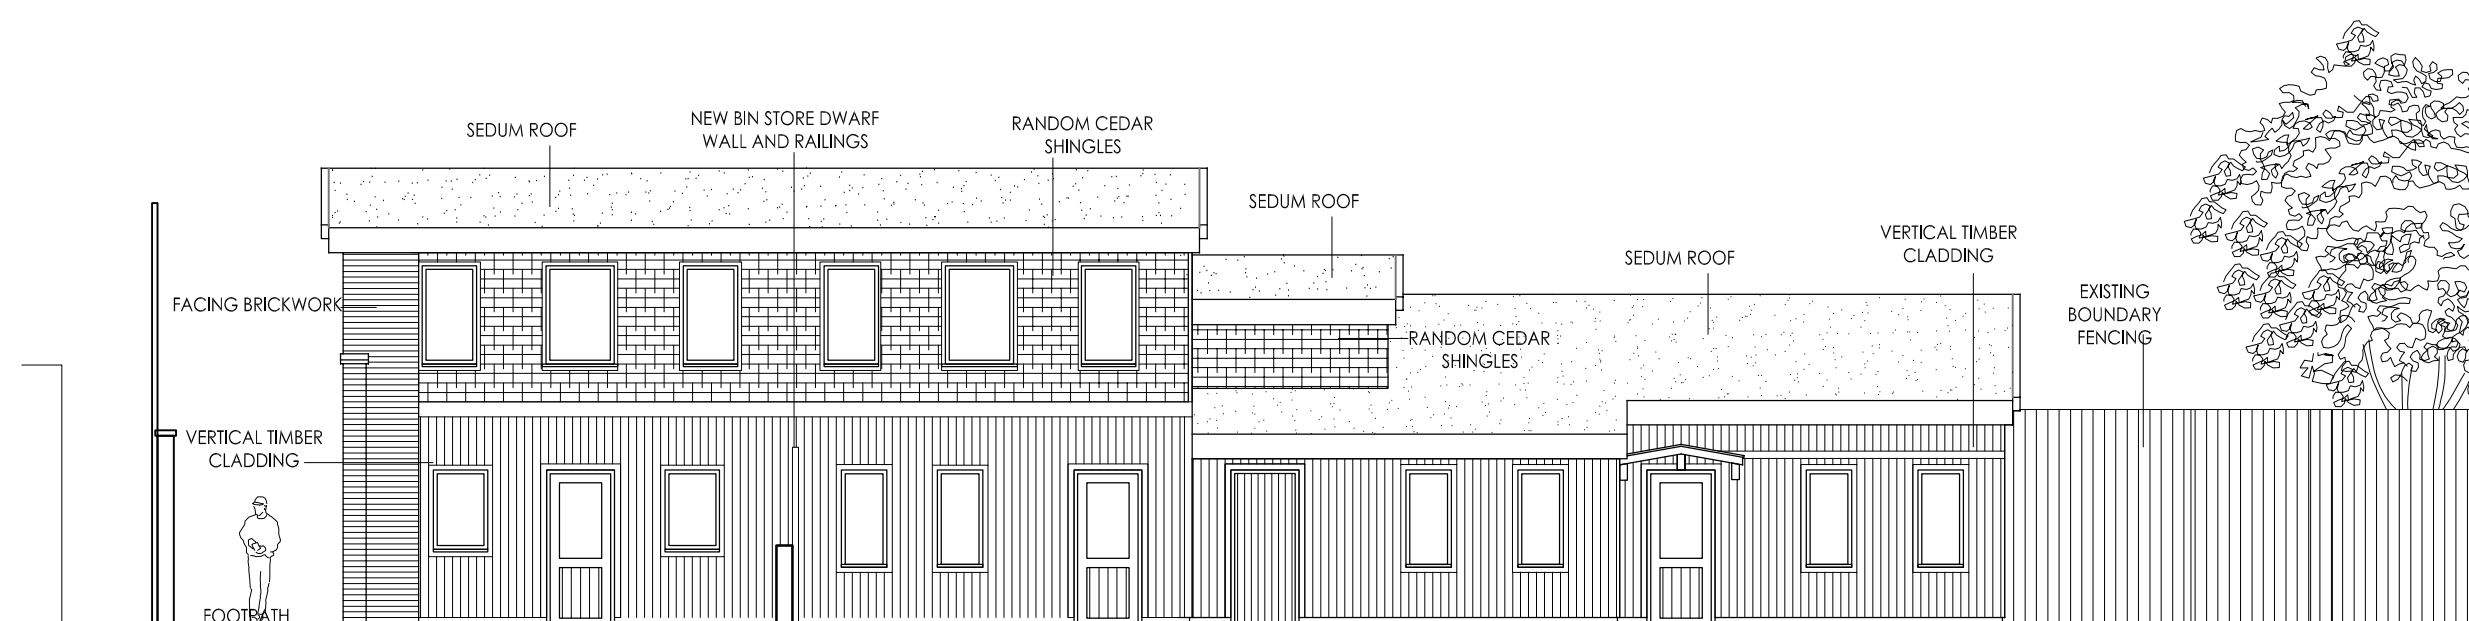 SEDUM ROOF
NEW BIN STORE DWARF
WALL AND RAILINGS
RANDOM CEDAR
SHINGLES
SEDUM ROOF
SEDUM ROOF
VERTICAL TIMBER
CLADDING
EXISTING
BOUNDARY
FENCING
FACING BRICKWORK
RANDOM CEDAR
SHINGLES
VERTICAL TIMBER
CLADDING
FOOTPATH